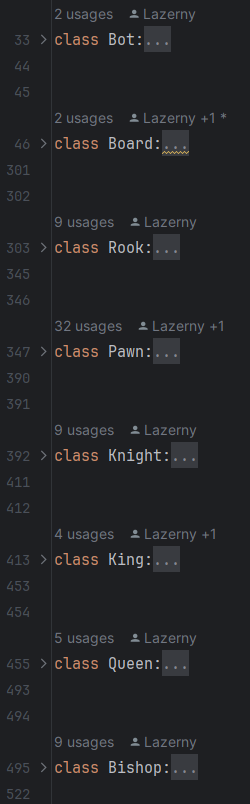 2 usages Lazerny
33 class Bot:...
44
45
2 usages Lazerny +1 *
46 class Board:...
301
302
9 usages Lazerny
303 class Rook:...
345
346
32 usages Lazerny +1
347 class Pawn:...
390
391
9 usages Lazerny
392 class Knight:...
411
412
4 usages Lazerny +1
413 class King:...
453
454
5 usages Lazerny
455 class Queen:...
493
494
9 usages Lazerny
495 class Bishop:...
522